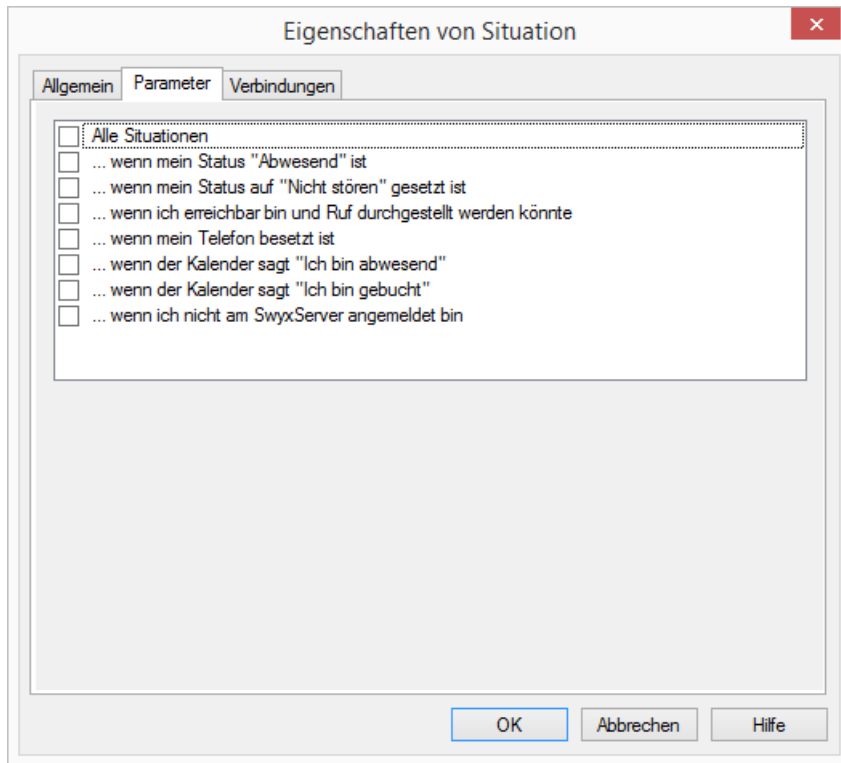 Eigenschaften von Situation
Allgemein Parameter Verbindungen
Alle Situationen
... wenn mein Status "Abwesend" ist
... wenn mein Status auf "Nicht stören" gesetzt ist
... wenn ich erreichbar bin und Ruf durchgestellt werden könnte
... wenn mein Telefon besetzt ist
... wenn der Kalender sagt "Ich bin abwesend"
... wenn der Kalender sagt "Ich bin gebucht"
... wenn ich nicht am SwyxServer angemeldet bin
OK Abbrechen Hilfe